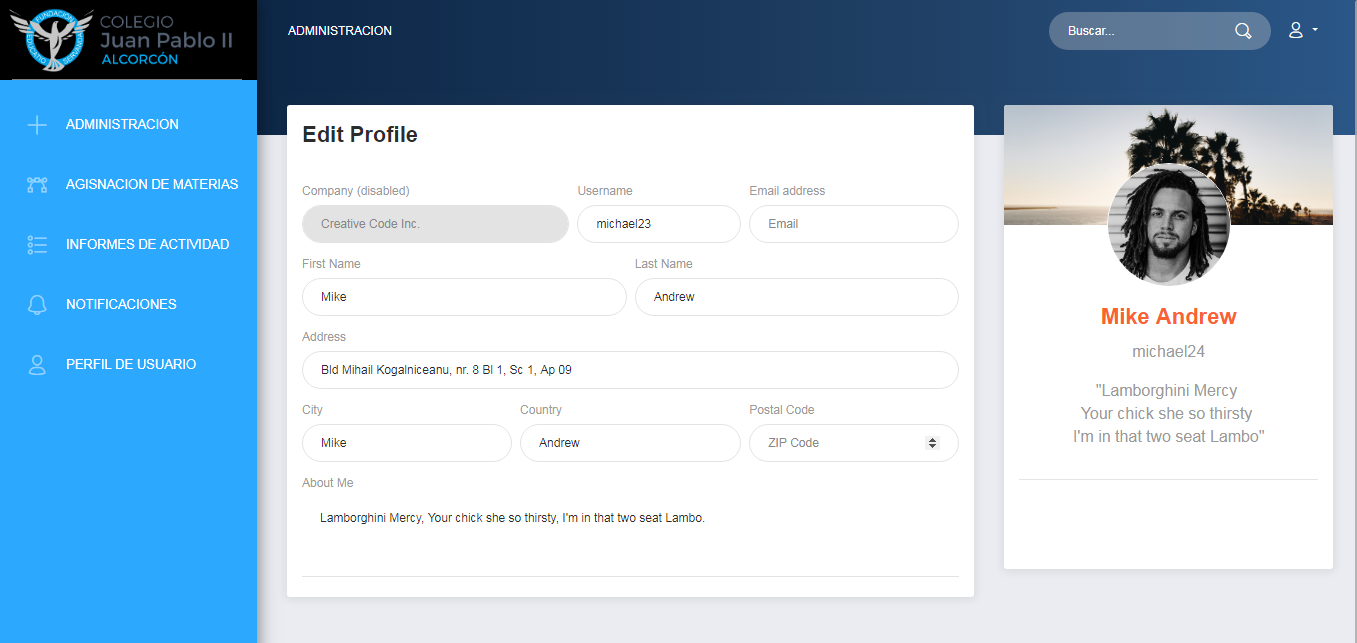 FUNDACIÓN
COLEGIO
Juan Pablo II
ALCORCÓN
ADMINISTRACION
AGISNACION DE MATERIAS
INFORMES DE ACTIVIDAD
NOTIFICACIONES
PERFIL DE USUARIO
ADMINISTRACION
Buscar...
Edit Profile
Company (disabled) Username Email address
Creative Code Inc. michael23 Email
First Name Last Name
Mike Andrew
Address
Bld Mihail Kogalniceanu, nr. 8 Bl 1, Sc 1, Ap 09
City Country Postal Code
Mike Andrew ZIP Code
About Me
Lamborghini Mercy, Your chick she so thirsty, I'm in that two seat Lambo.
Mike Andrew
michael24
"Lamborghini Mercy
Your chick she so thirsty
I'm in that two seat Lambo"